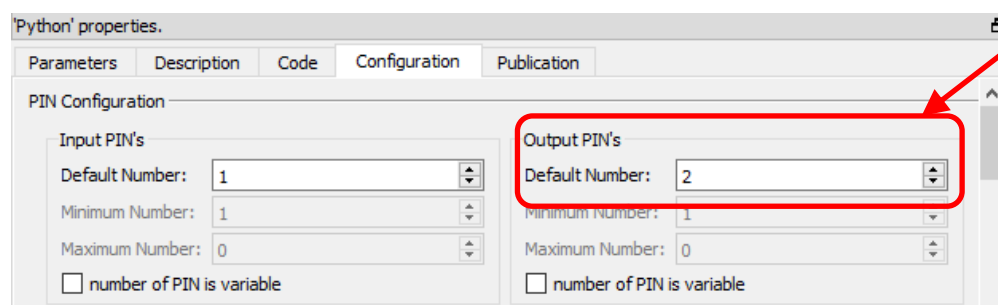 'Python' properties.
Parameters Description Code Configuration Publication
PIN Configuration
Input PIN's
Default Number: 1
Minimum Number: 1
Maximum Number: 0
number of PIN is variable
Output PIN's
Default Number: 2
Minimum Number: 1
Maximum Number: 0
number of PIN is variable